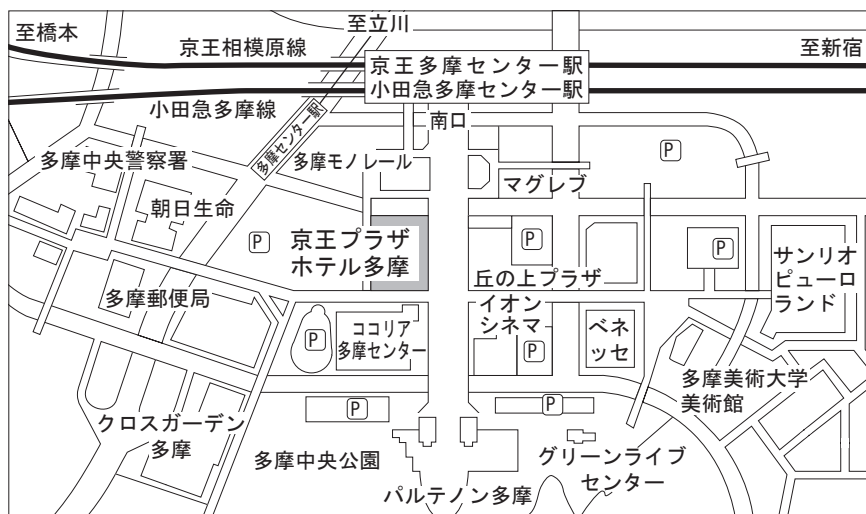 至橋本
至立川
京王相模原線
京王多摩センター駅
至新宿
小田急多摩センター駅
小田急多摩線
南口
多摩センター駅
多摩中央警察署
多摩モノレール
P
マグレブ
朝日生命
P
京王プラザ
ホテル多摩
P
P
サンリオ
ピューロ
ランド
丘の上プラザ
多摩郵便局
イオン
シネマ
P
ココリア
多摩センター
P
ベネ
ッセ
多摩美術大学
美術館
P
P
クロスガーデン
多摩
多摩中央公園
グリーンライブ
センター
パルテノン多摩